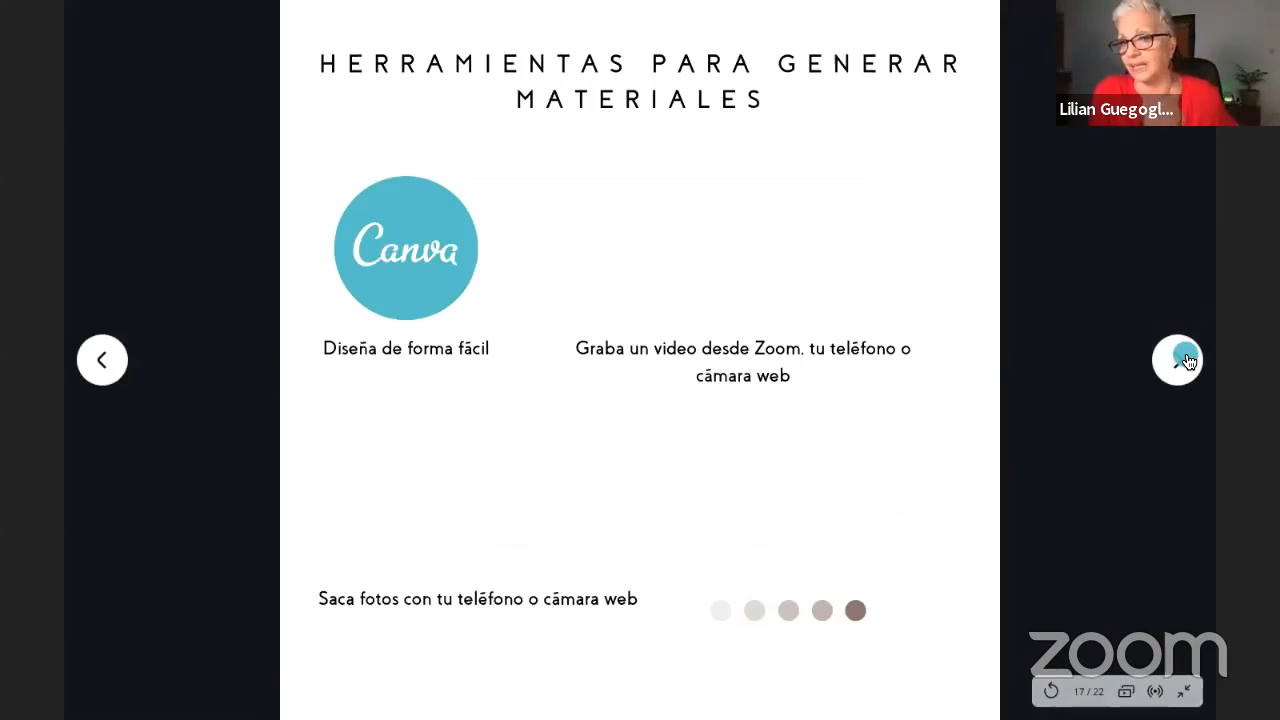 HERRAMIENTAS PARA GENERAR
MATERIALES
Lilian Guegogl...
Canva
Diseña de forma fácil
Graba un video desde Zoom, tu teléfono o
cámara web
Saca fotos con tu teléfono o cámara web
zoom
17 / 22